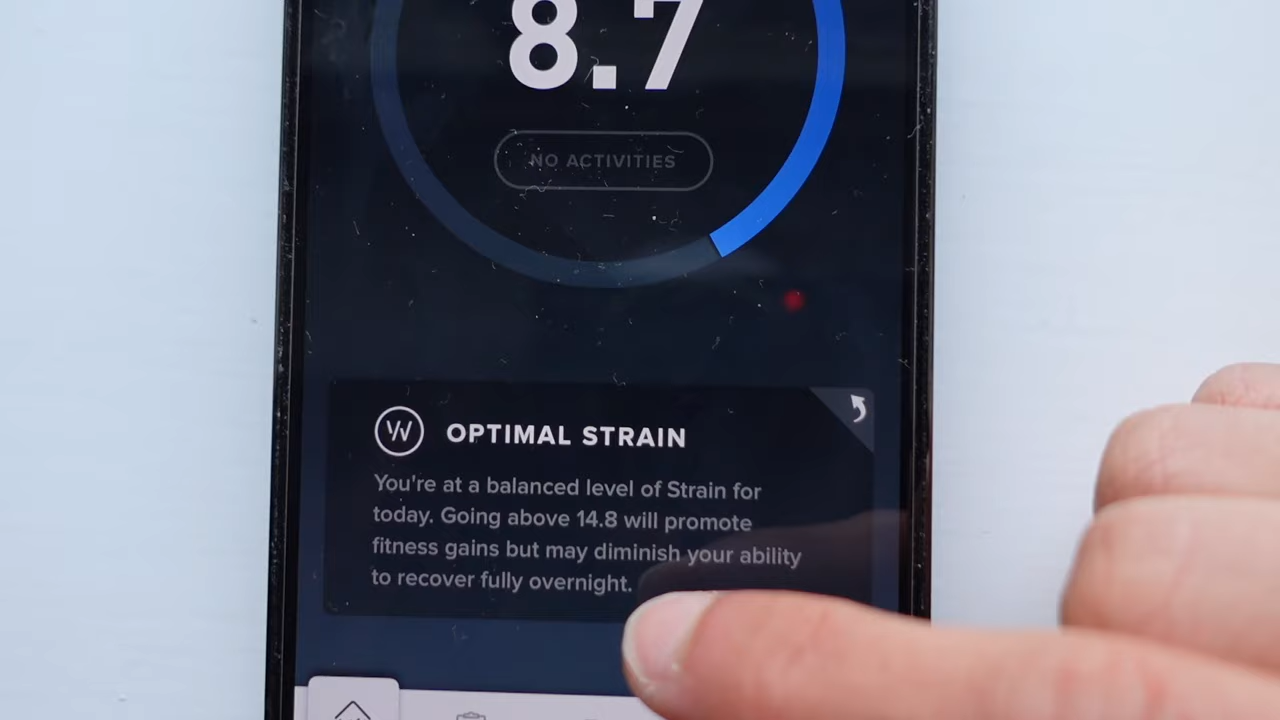 8.7
NO ACTIVITIES
OPTIMAL STRAIN
You're at a balanced level of Strain for
today. Going above 14.8 will promote
fitness gains but may diminish your ability
to recover fully overnight.